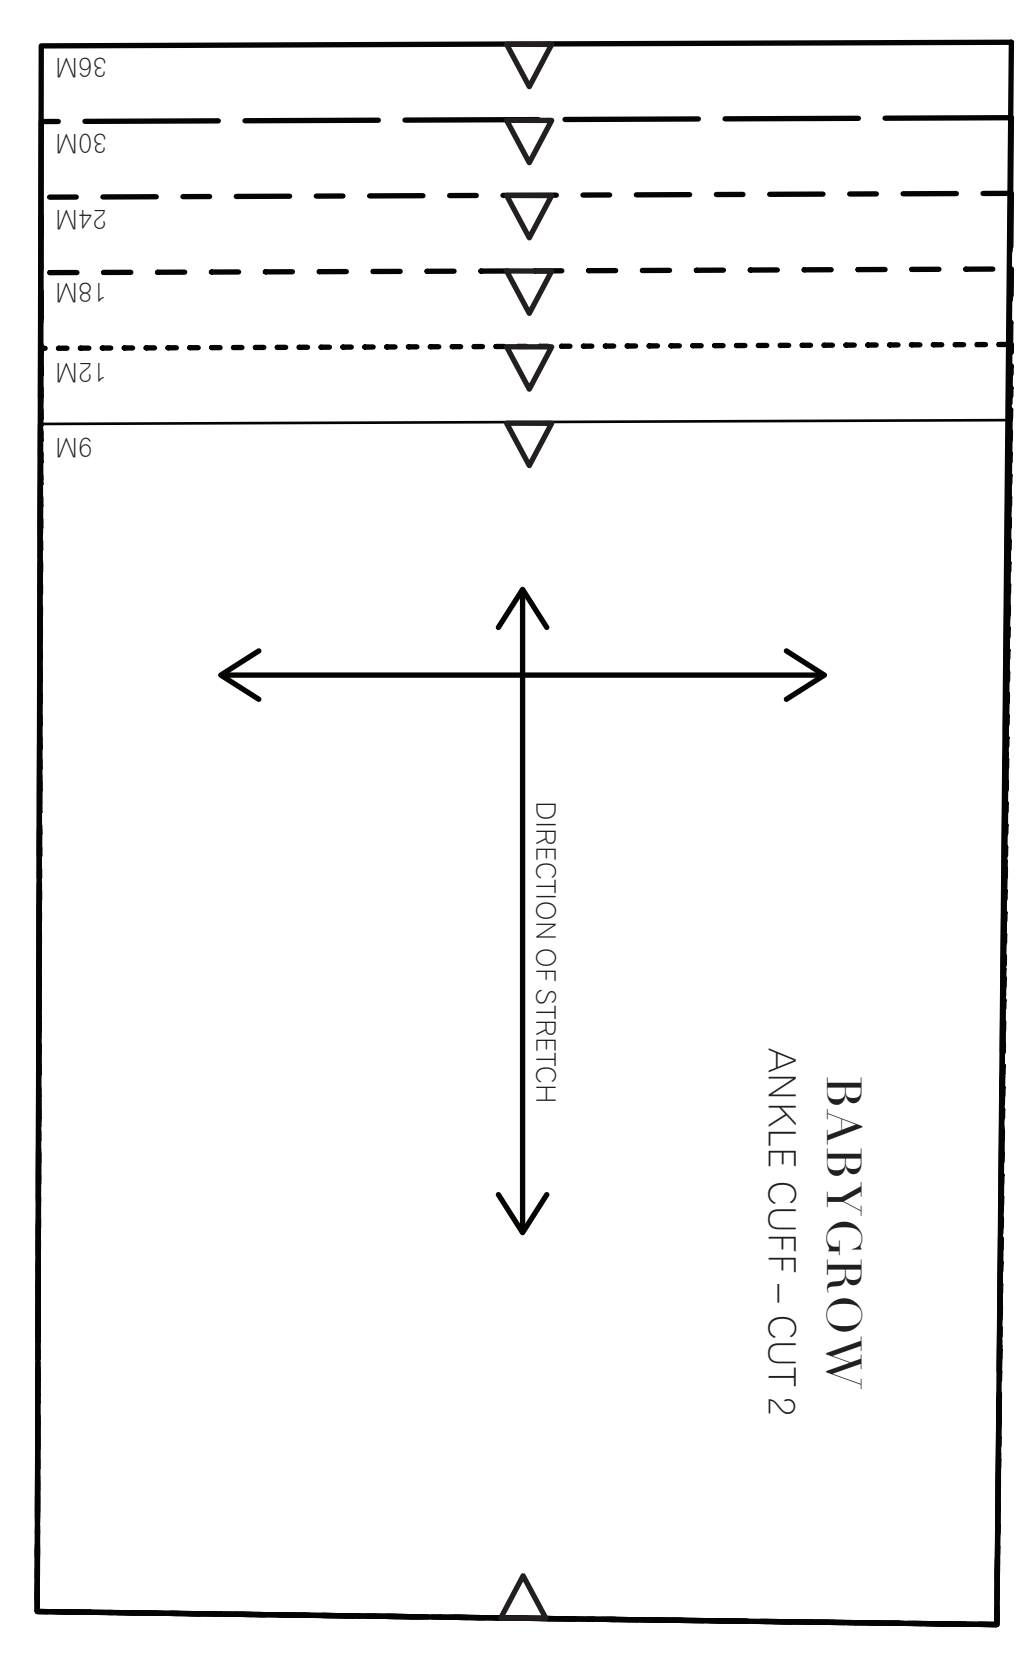 36M
30M
24M
18M
12M
9M
DIRECTION OF STRETCH
BABYGROW
ANKLE CUFF – CUT 2